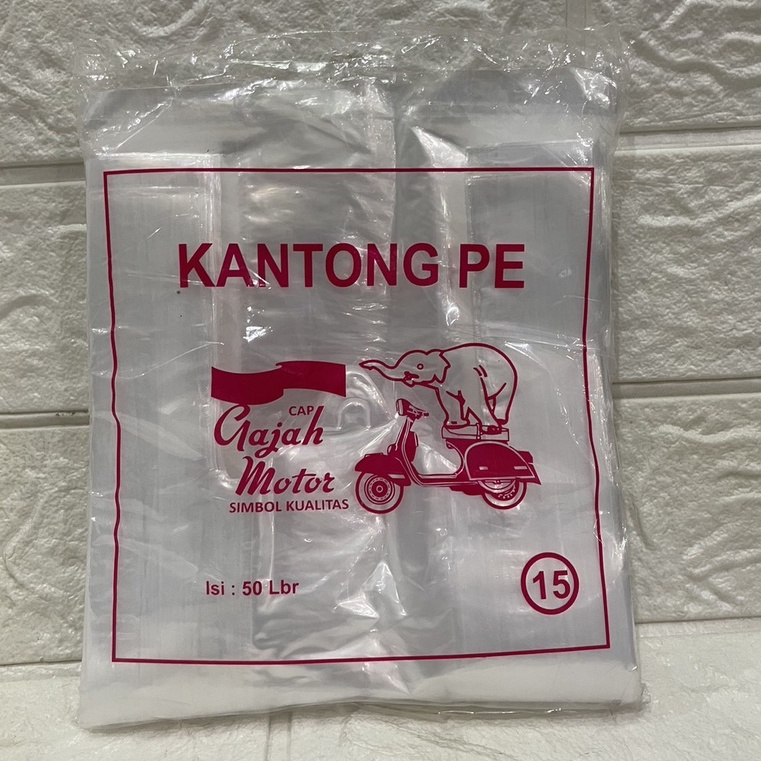 KANTONG PE
CAP
Gajah
Motor
SIMBOL KUALITAS
Isi : 50 Lbr
15